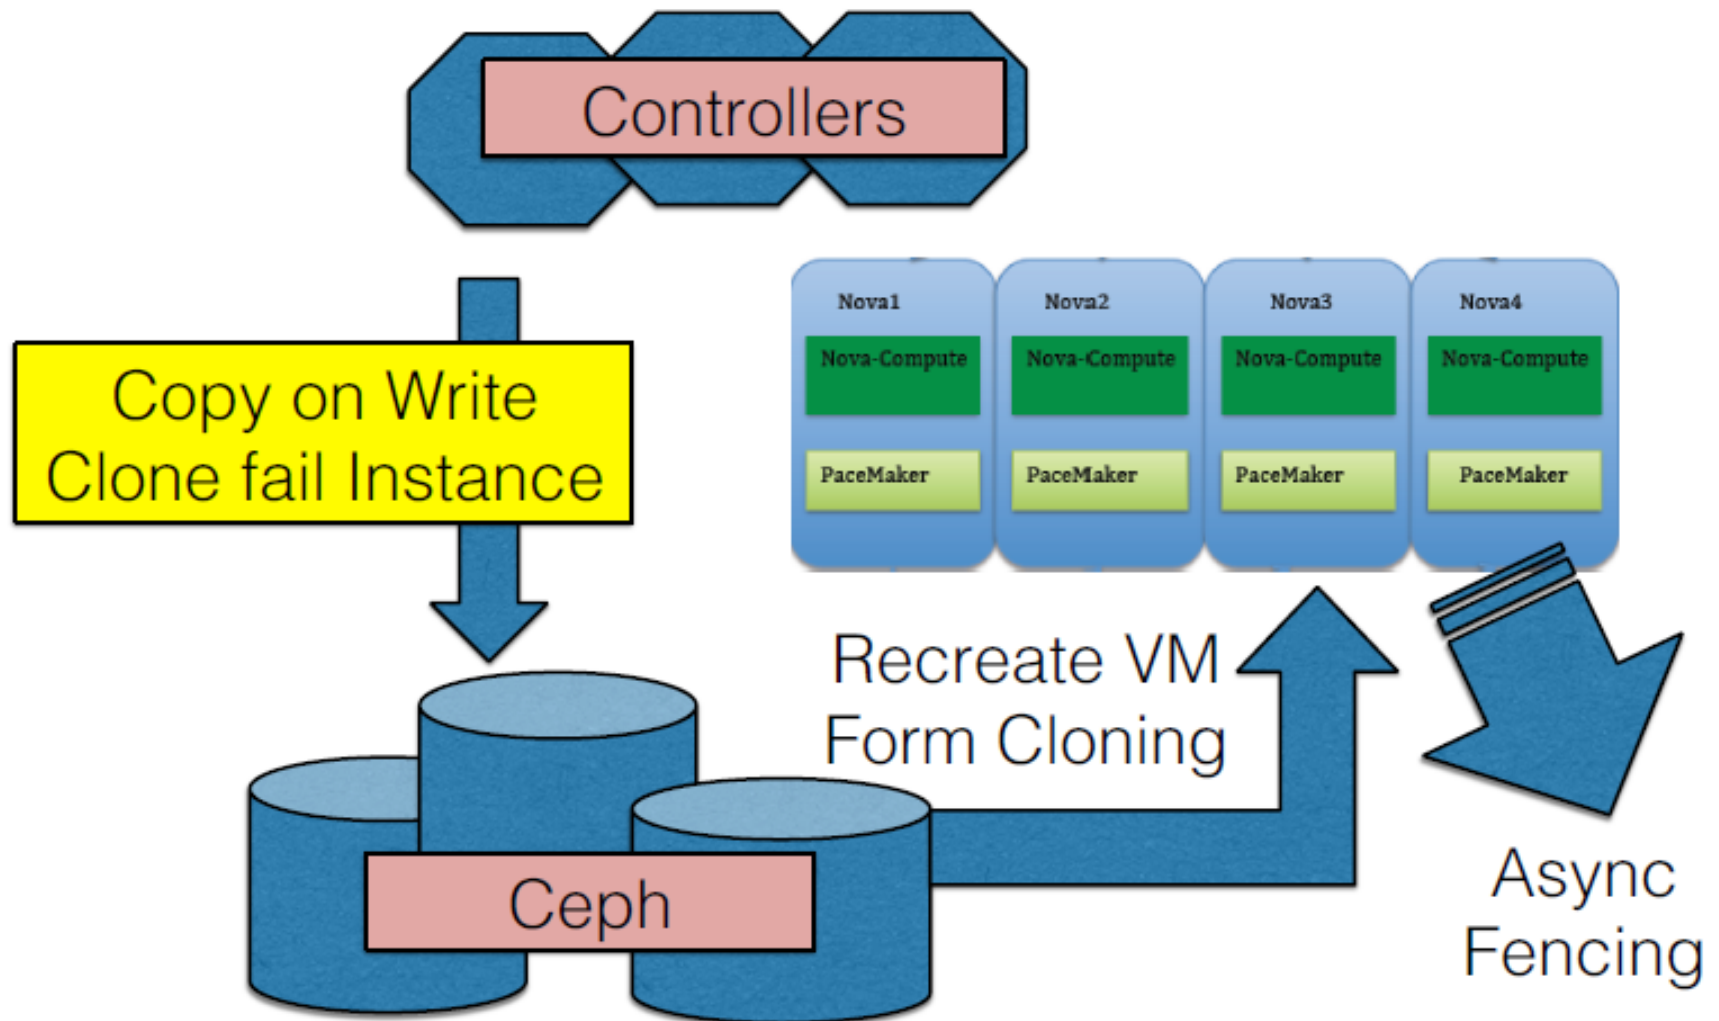 Controllers
Copy on Write
Clone fail Instance
Nova1 Nova2 Nova3 Nova4
Nova-Compute Nova-Compute Nova-Compute Nova-Compute
PaceMaker PaceMaker PaceMaker PaceMaker
Recreate VM
Form Cloning
Ceph
Async
Fencing